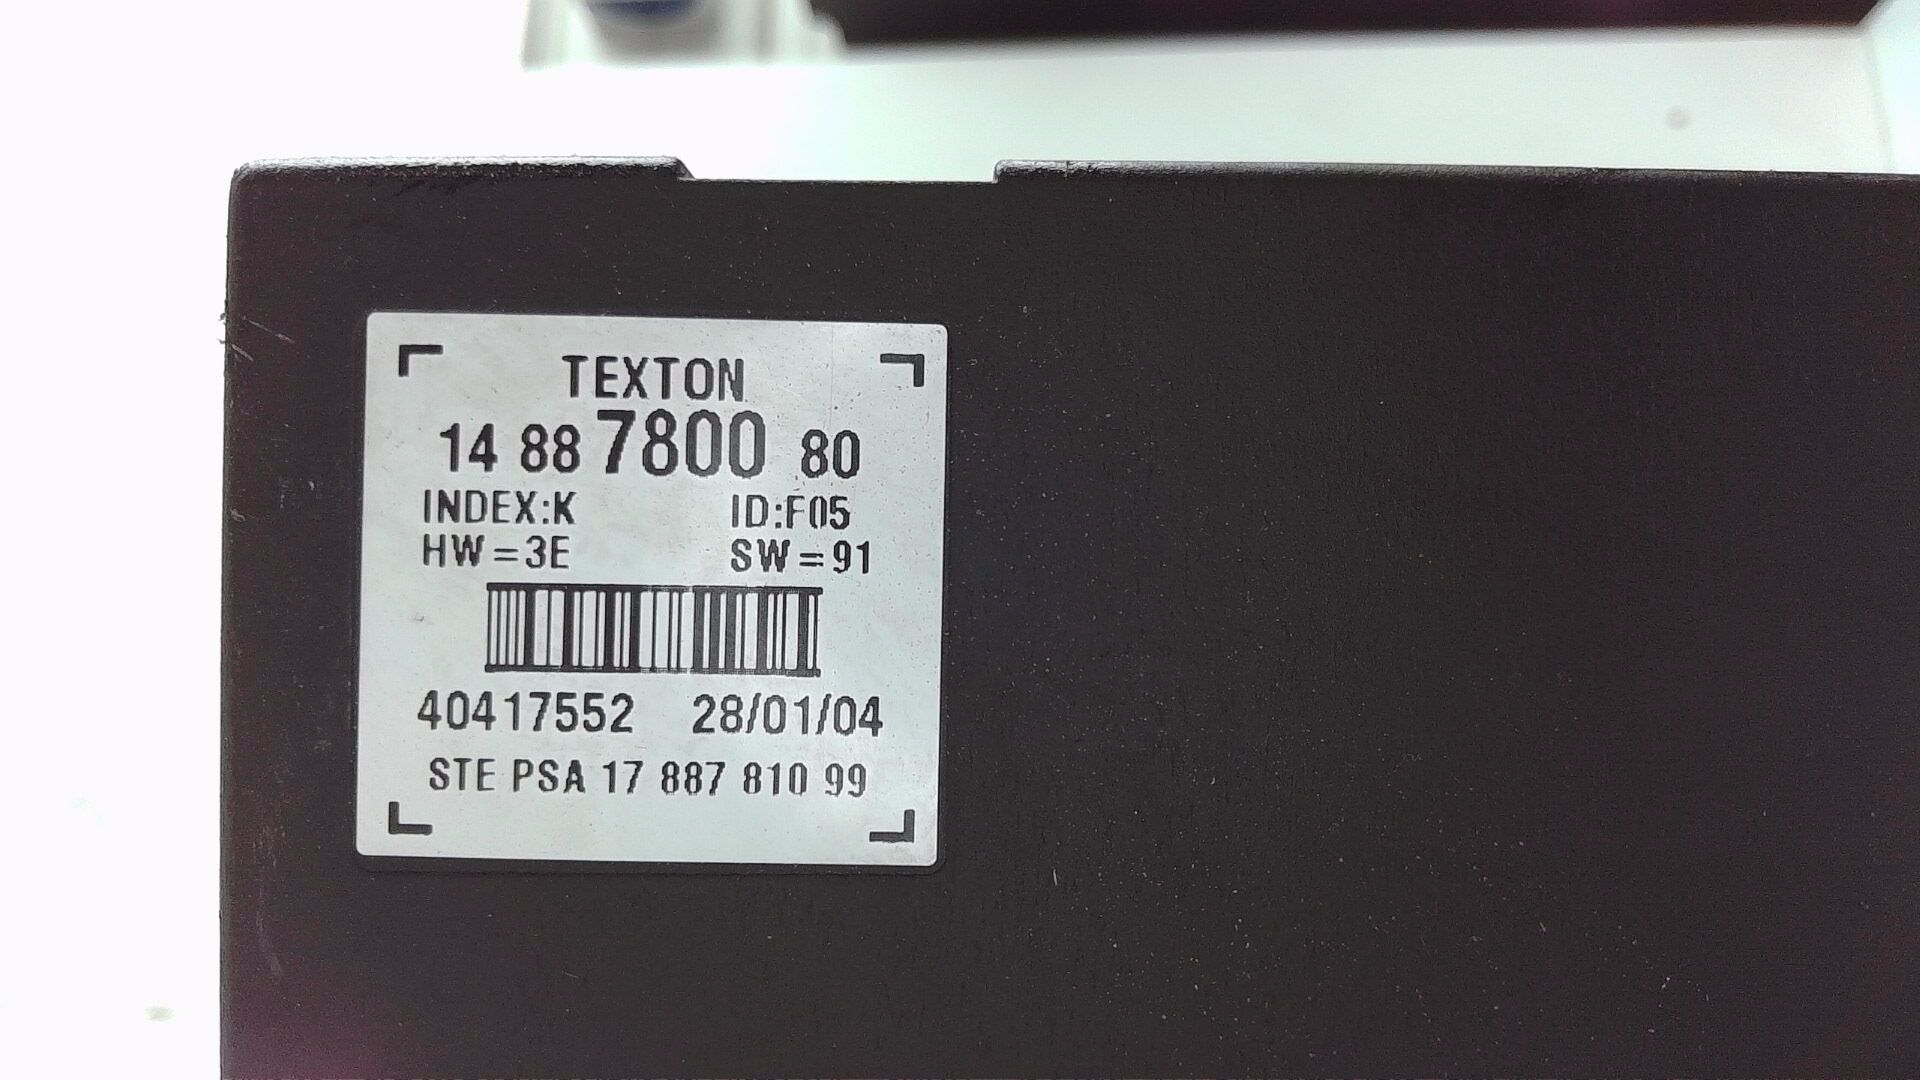 TEXTON
14 88 7800 80
INDEX:K ID:F05
HW=3E SW=91
40417552 28/01/04
STE PSA 17 887 810 99